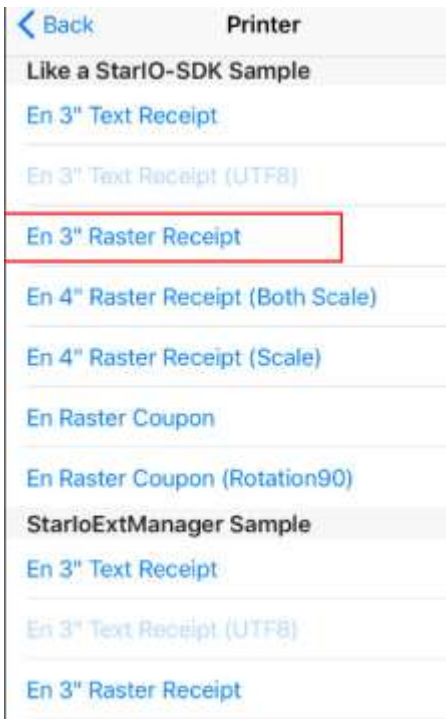 Back
Printer
Like a StarIO-SDK Sample
En 3" Text Receipt
En 3" Text Receipt (UTF8)
En 3" Raster Receipt
En 4" Raster Receipt (Both Scale)
En 4" Raster Receipt (Scale)
En Raster Coupon
En Raster Coupon (Rotation90)
StarIoExtManager Sample
En 3" Text Receipt
En 3" Text Receipt (UTF8)
En 3" Raster Receipt